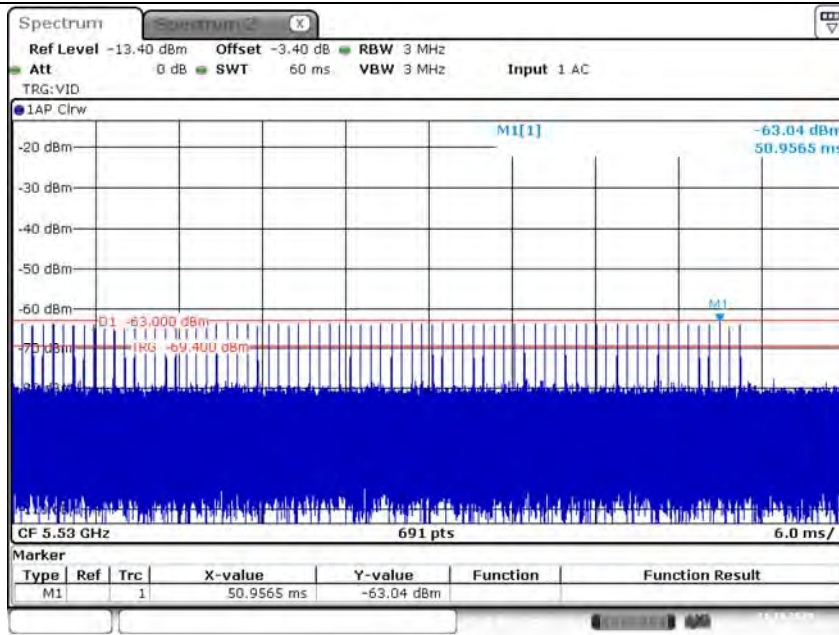 Spectrum Spectrum 2 X
Ref Level -13.40 dBm Offset -3.40 dB RBW 3 MHz
Att 0 dB SWT 60 ms VBW 3 MHz Input 1 AC
TRG:VID
1AP Clrw
M1[1] -63.04 dBm
50.9565 ms
-20 dBm
-30 dBm
-40 dBm
-50 dBm
-60 dBm
M1
D1 -63.000 dBm
-70 dBm
TRG -69.400 dBm
CF 5.53 GHz 691 pts 6.0 ms/
Marker
Type Ref Trc X-value Y-value Function Function Result
M1 1 50.9565 ms -63.04 dBm